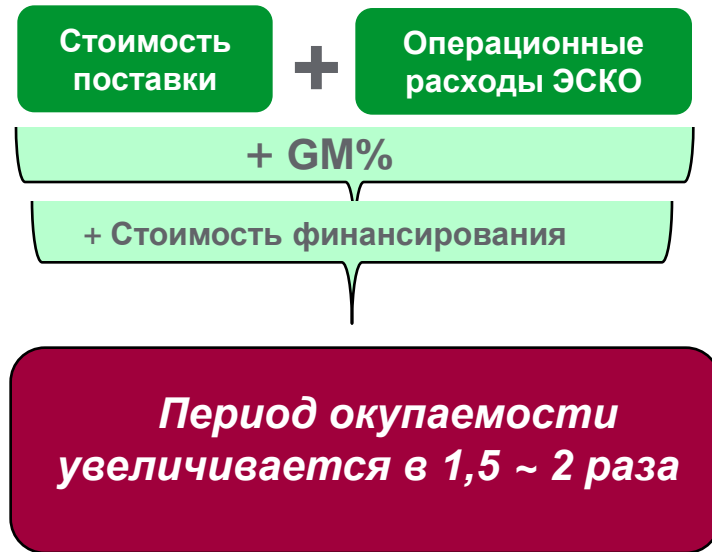 Стоимость
поставки
+
Операционные
расходы ЭСКО
+ GM%
+ Стоимость финансирования
Период окупаемости
увеличивается в 1,5 ~ 2 раза